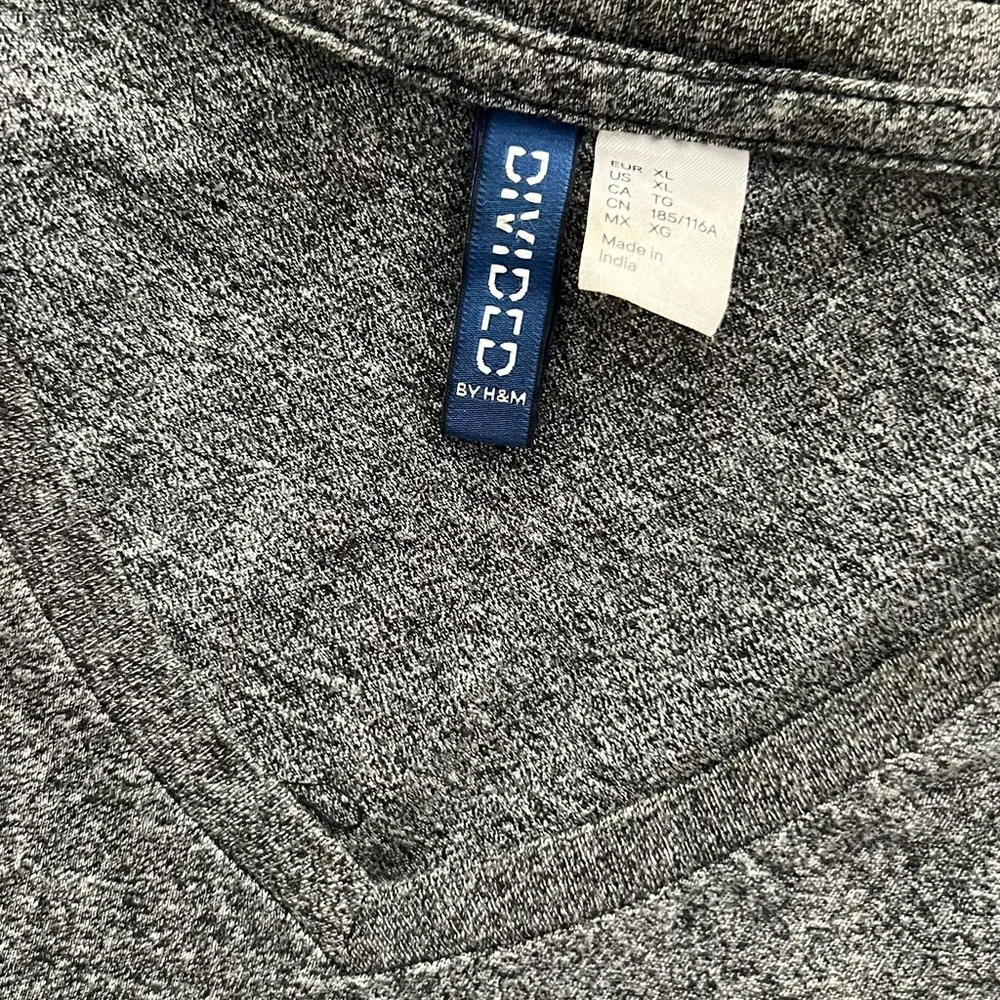 DIVIDED
BY H&M
EUR XL
US XL
CA TG
CN 185/116A
MX XG
Made in
India